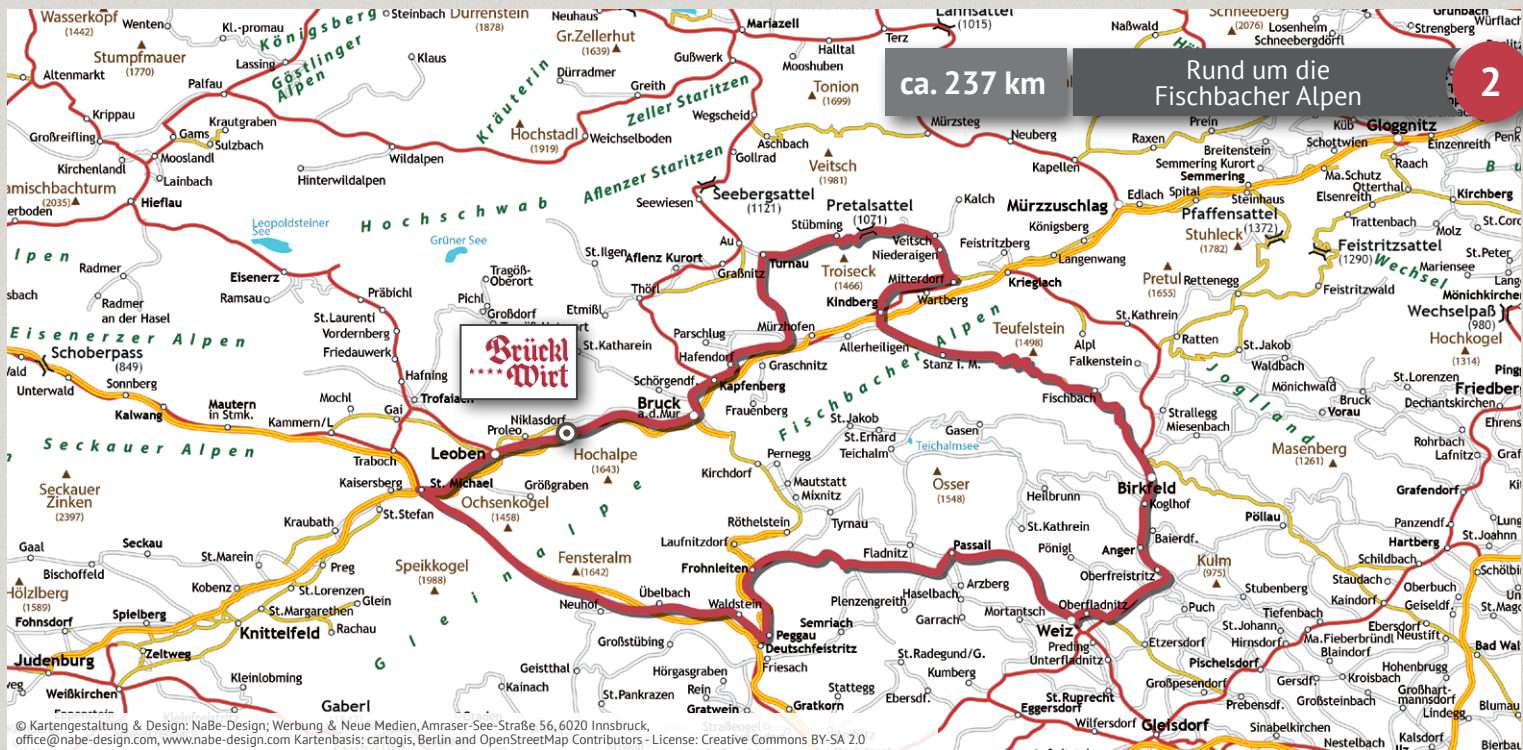 ca. 237 km
Rund um die
Fischbacher Alpen
2
Wasserkopf
(1442)
Wenten
Kl.-promau
Königsberg
Steinbach
Dürrenstein
(1878)
Neuhaus
Mariazell
(1015)
Terz
Naßwald
Schneeberg
(2076)
Losenheim
Schneebergdörfl
Grünbach
Strengberg
Würflach
Stumpfmauer
(1770)
Lassing
Göstlinger
Alpen
Klaus
Gr.Zellerhut
(1639)
Gußwerk
Halltal
Mooshuben
Altenmarkt
Palfau
Kräuterin
Dürradmer
Greith
Zeller Staritzen
Tonion
(1699)
Krippau
Großreifling
Gams
Krautgraben
Sulzbach
Mooslandl
Kirchenlandl
Lainbach
Hochstadl
(1919)
Weichselboden
Wegscheid
Mürzsteg
Neuberg
Raxen
Prein
Küb
Gloggnitz
Schottwien
Einzenreith
Penk
Wildalpen
Hinterwildalpen
Aschbach
Gollrad
Aflenzer Staritzen
Veitsch
(1981)
Kapellen
Breitenstein
Semmering Kurort
Semmering
Raach
amischbachturm
(2035)
erboden
Hieflau
Hochschwab
Seebergsattel
(1121)
Seewiesen
Pretalsattel
(1071)
Kalch
Mürzzuschlag
Edlach
Spital
Steinhaus
Ma.Schutz
Otterthal
Elsenreith
Kirchberg
Leopoldsteiner
See
Grüner See
Stübming
Veitsch
Niederaigen
Feistritzberg
Königsberg
Pfaffensattel
(1372)
Trattenbach
Molz
St.Corona
Stuhleck
(1782)
Feistritzsattel
(1290)
St.Peter
lpen
Radmer
Eisenerz
Tragöß-
Oberort
St.Ilgen
Aflenz Kurort
Au
Graßnitz
Turnau
Troiseck
(1466)
Mitterdorf
Langenwang
Wechsel
Mariensee
sbach
Radmer
an der Hasel
Ramsau
Präbichl
Pichl
Großdorf
Etmißl
Thörl
Kindberg
Wartberg
Krieglach
Pretul
(1655)
Rettenegg
Feistritzwald
Mönichkirchen
Wechselpaß
(980)
Eisenerzer Alpen
St.Laurenti
Vordernberg
Friedauwerk
Brückl
**** Wirt
St.Katharein
Parschlug
Mürzhofen
Allerheiligen
Fischbacher Alpen
Teufelstein
(1498)
St.Kathrein
Alpl
Falkenstein
Ratten
St.Jakob
Waldbach
Hochkogel
(1314)
Schoberpass
(849)
Wald
Unterwald
Sonnberg
Kalwang
Mautern
in Stmk.
Hafning
Trofaiach
Hafendorf
Graschnitz
Stanz i. M.
Fischbach
Joglland
Mönichwald
St.Lorenzen
Bruck
Vorau
Friedberg
Dechantskirchen
Mochl
Kammern/L
Gai
Schörgendf.
Kapfenberg
Frauenberg
Bruck
a.d.Mur
Niklasdorf
Proleo
Strallegg
Miesenbach
Seckauer Alpen
Traboch
Leoben
Hochalpe
(1643)
St.Jakob
St.Erhard
Teichalm
Gasen
Teichalmsee
Masenberg
(1261)
Rohrbach
Lafnitz
Kaisersberg
St. Michael
Größgraben
Pernegg
Kirchdorf
Seckauer
Zinken
(2397)
Ochsenkogel
(1458)
Mautstatt
Mixnitz
Osser
(1548)
Heilbrunn
Birkfeld
Koglhof
Grafendorf
Kraubath
St.Stefan
Röthelstein
Tyrnau
St.Kathrein
Pöllau
Panzendf.
Gaal
Seckau
Bischoffeld
St.Marein
Gleinalpe
Laufnitzdorf
Fladnitz
Passail
Pönigl
Anger
Baierdf.
Hartberg
St.Joahnn
Schildbach
Hölzlberg
(1589)
Kobenz
Preg
Speikkogel
(1988)
Fensteralm
(1642)
Frohnleiten
Oberfreistritz
Kulm
(975)
Stubenberg
Staudach
Oberbuch
St.Lorenzen
Glein
Neuhof
Übelbach
Waldstein
Plenzengreith
Haselbach
Arzberg
Mortantsch
Oberfladnitz
Puch
Tiefenbach
Kaindorf
Geiseldf.
Fohnsdorf
Spielberg
St.Margarethen
Rachau
Knittelfeld
Semriach
Garrach
Weiz
St.Johann
Ebersdorf
Judenburg
Zeltweg
Großstübing
Peggau
Deutschfeistritz
Friesach
St.Radegund/G.
Preding
Unterfladnitz
Etzersdorf
Hirnsdorf
Ma.Fieberbründl
Blaindorf
Neustift
Weißkirchen
Kleinlobming
Geistthal
Hörgasgraben
Kumberg
Pischelsdorf
Hohenbrugg
Kroisbach
Kainach
St.Pankrazen
Rein
Stattegg
Ebersdf.
St.Ruprecht
Großpesendorf
Gersdf.
Großsteinbach
Großhart-
mannsdorf
Gaberl
Gratwein
Gratkorn
Eggersdorf
Wilfersdorf
Gleisdorf
Prebensdf.
Sinabelkirchen
Nestelbach
Lindegg
Kalsdorf
Blumau
© Kartengestaltung & Design: NaBe-Design; Werbung & Neue Medien, Amraser-See-Straße 56, 6020 Innsbruck,
office@nabe-design.com, www.nabe-design.com Kartenbasis: cartogis, Berlin and OpenStreetMap Contributors - License: Creative Commons BY-SA 2.0